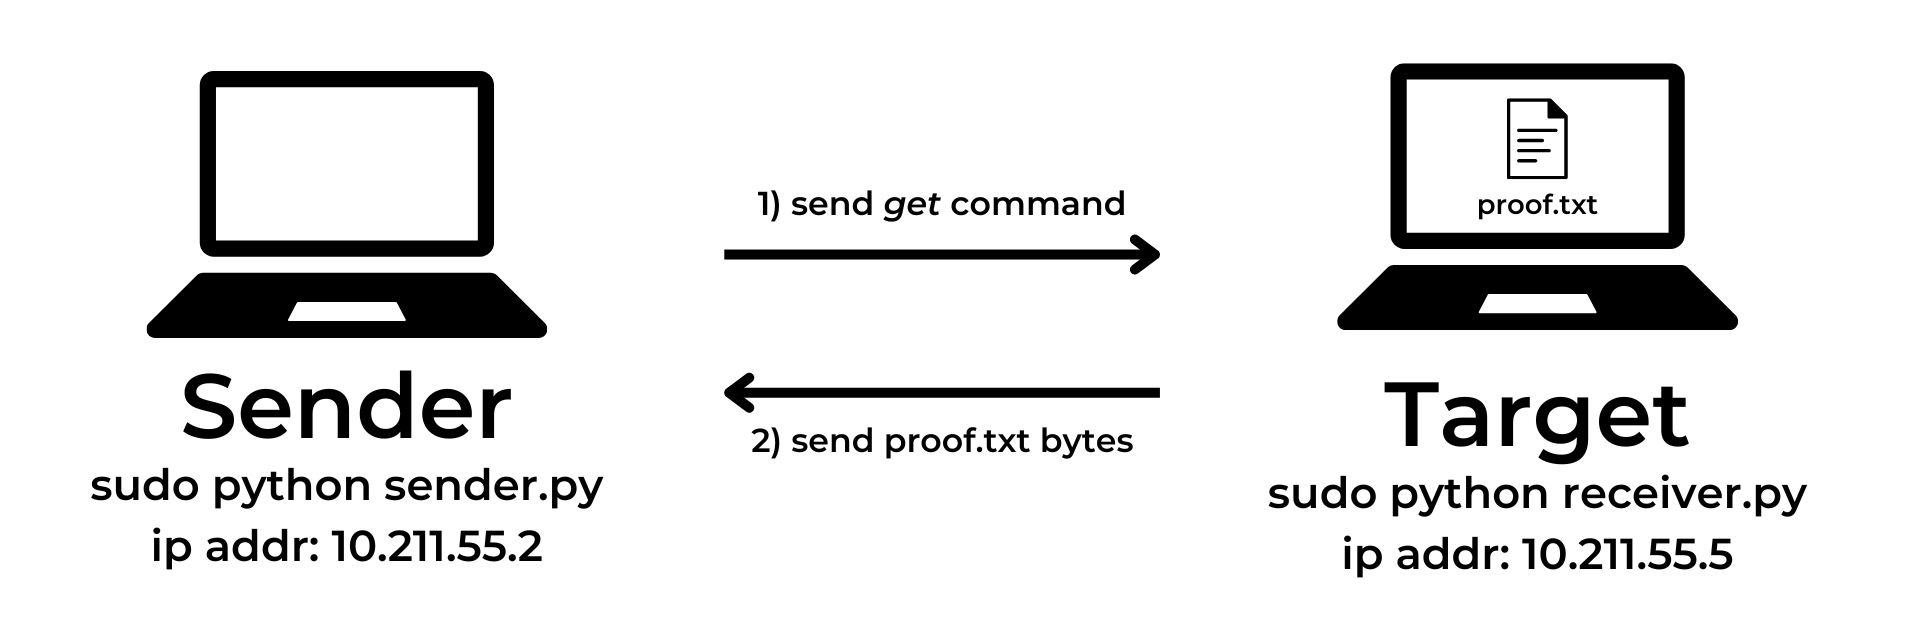 proof.txt
1) send get command
2) send proof.txt bytes
Sender
sudo python sender.py
ip addr: 10.211.55.2
Target
sudo python receiver.py
ip addr: 10.211.55.5